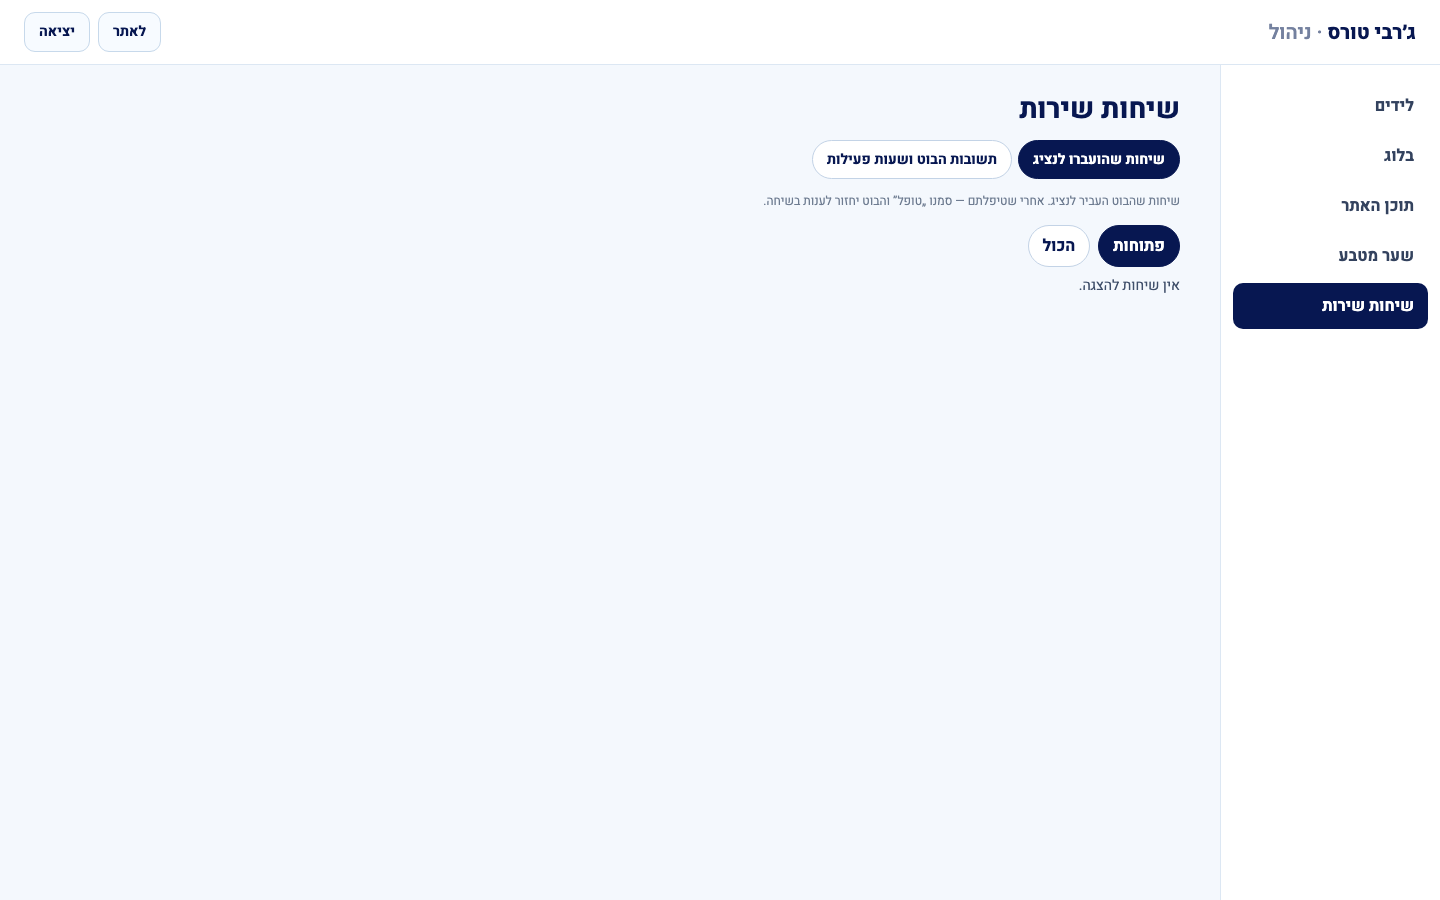 ג׳רבי טורס · ניהול
לאתר
יציאה
לידים
בלוג
תוכן האתר
שער מטבע
שיחות שירות
שיחות שירות
שיחות שהועברו לנציג
תשובות הבוט ושעות פעילות
שיחות שהבוט העביר לנציג. אחרי שטיפלתם — סמנו „טופל” והבוט יחזור לענות בשיחה.
פתוחות
הכול
אין שיחות להצגה.